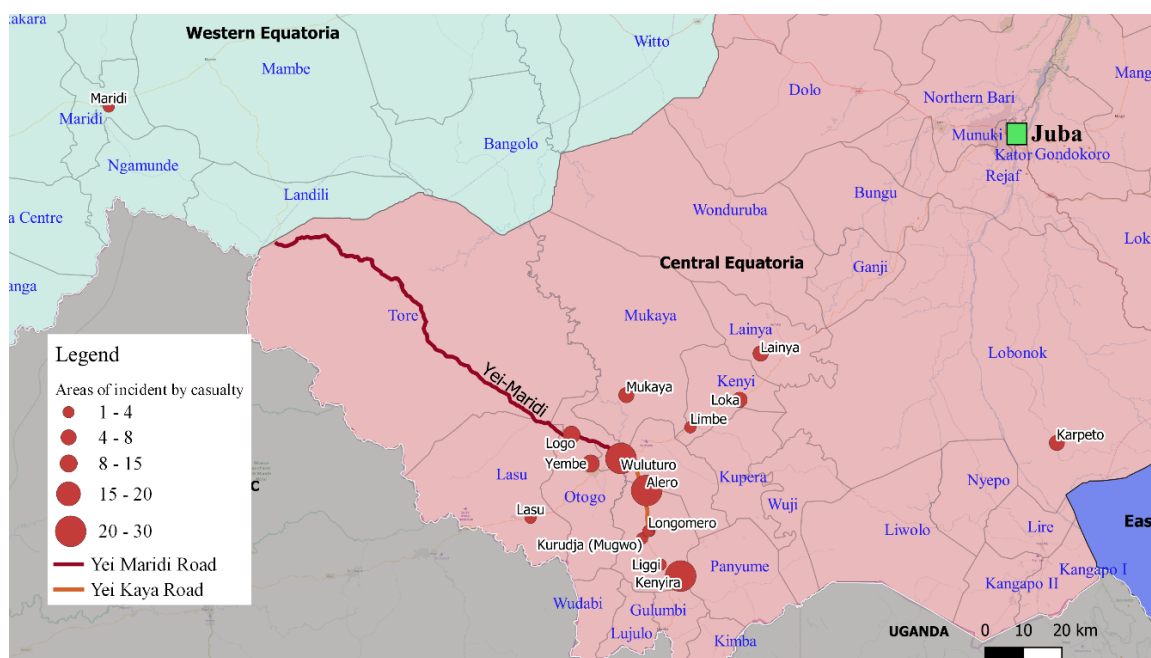 akara
Western Equatoria
Witto
Mambe
Maridi
Maridi
Ngamunde
Bangolo
Landili
a Centre
anga
Dolo
Mang
Northern Bari
Munuki
Juba
Kator
Gondokoro
Rejaf
Bungu
Wonduruba
Lok
Ganji
Central Equatoria
Tore
Mukaya
Lainya
Lainya
Lobonok
Yei-Maridi
Kenyi
Mukaya
Loka
Limbe
Karpeto
Logo
Yembe
Wuluturo
Lasu
Alero
Kupera
Otogo
Nyepo
Wuji
Lasu
Longomero
Liwolo
Lire
Eas
Kurudja (Mugwo)
Liggi
Panyume
Kangapo I
Kenyira
Kangapo II
Wudabi
Gulumbi
Lujulo
Kimba
UGANDA
0 10 20 km
C
Legend
Areas of incident by casualty
1 - 4
4 - 8
8 - 15
15 - 20
20 - 30
Yei Maridi Road
Yei Kaya Road